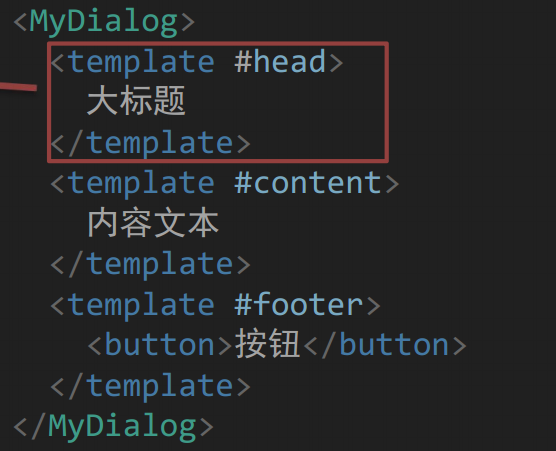 <MyDialog>
<template #head>
大标题
</template>
<template #content>
内容文本
</template>
<template #footer>
<button>按钮</button>
</template>
</MyDialog>